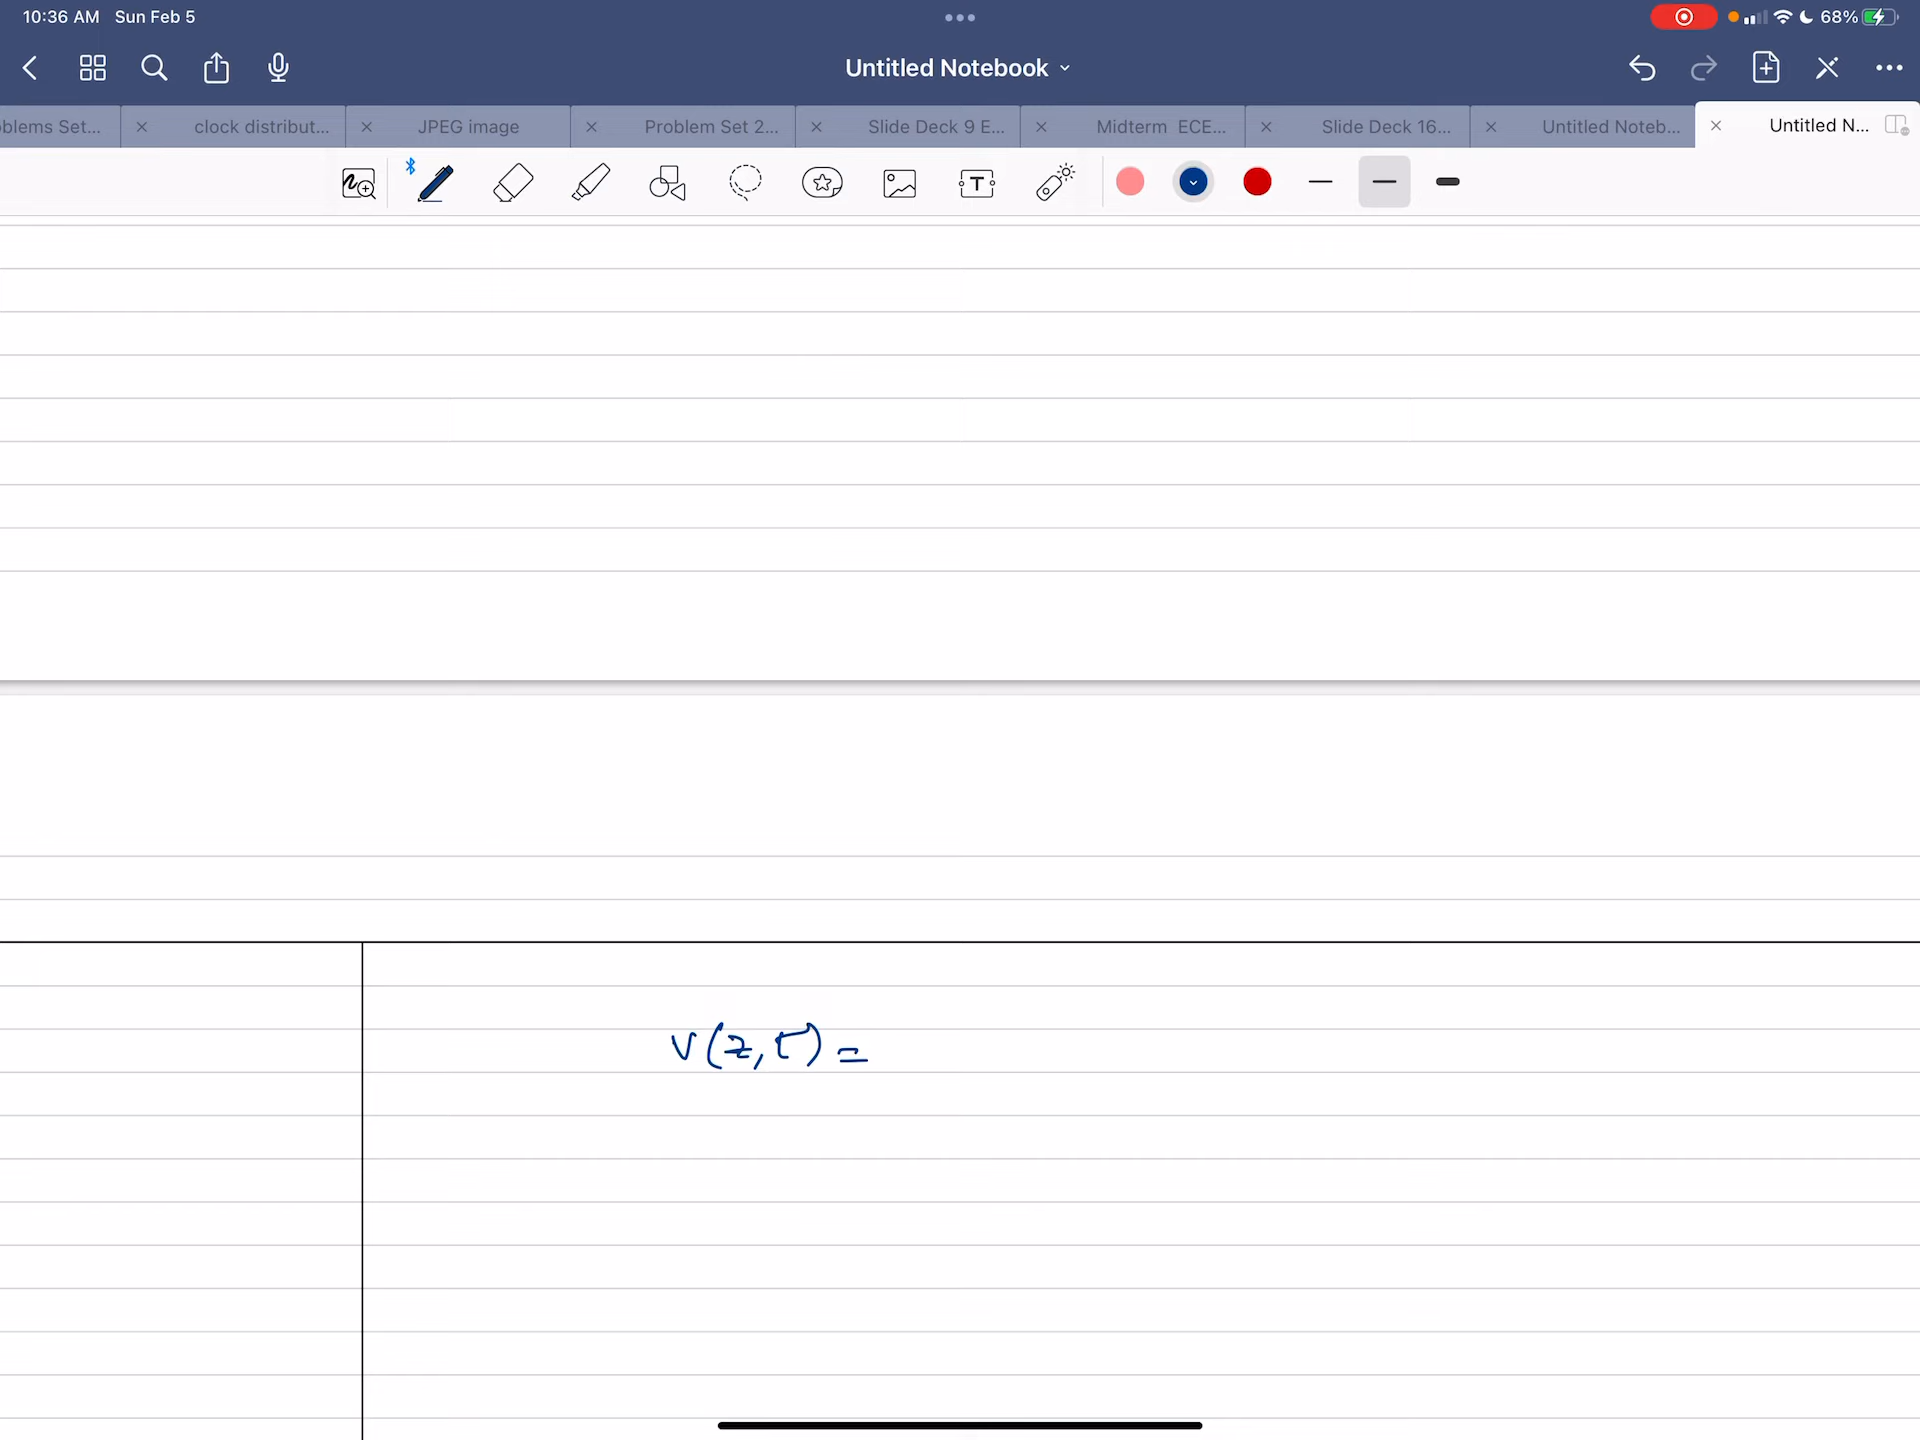 10:36 AM Sun Feb 5
68%
Untitled Notebook
blems Set... clock distribut... JPEG image Problem Set 2... Slide Deck 9 E... Midterm ECE... Slide Deck 16... Untitled Noteb... Untitled N...
T
v(z,t) =